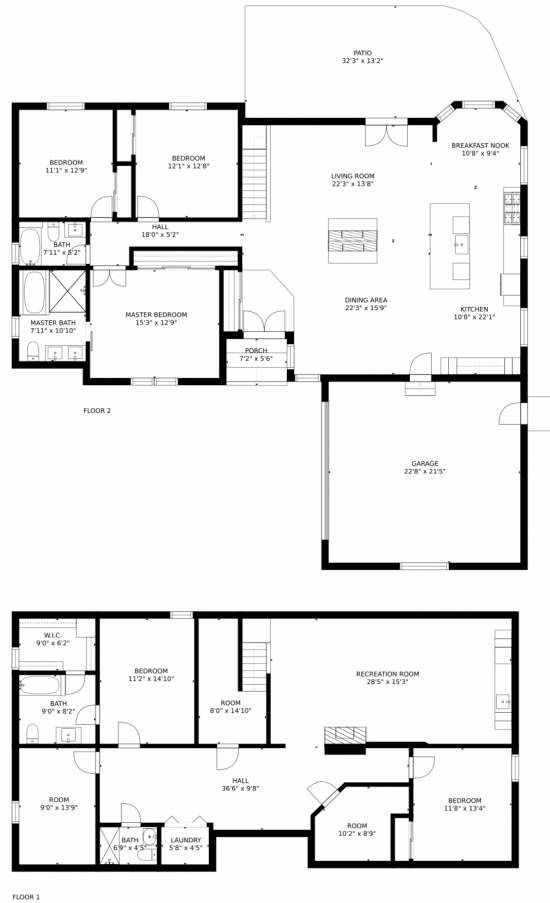 PATIO
32'3" x 13'2"
BREAKFAST NOOK
10'8" x 9'4"
BEDROOM
11'1" x 12'9"
BEDROOM
12'1" x 12'8"
LIVING ROOM
22'3" x 13'8"
HALL
18'0" x 5'2"
BATH
7'11" x 5'2"
MASTER BEDROOM
15'3" x 12'9"
MASTER BATH
7'11" x 10'10"
DINING AREA
22'3" x 15'9"
KITCHEN
10'8" x 22'1"
PORCH
7'2" x 5'6"
FLOOR 2
GARAGE
22'8" x 21'5"
W.I.C.
9'0" x 6'2"
BEDROOM
11'2" x 14'10"
RECREATION ROOM
28'5" x 15'3"
BATH
9'0" x 8'2"
ROOM
8'0" x 14'10"
HALL
36'6" x 9'8"
ROOM
9'0" x 13'9"
BEDROOM
11'8" x 13'4"
ROOM
10'2" x 8'9"
BATH
6'9" x 4'5"
LAUNDRY
5'8" x 4'5"
FLOOR 1